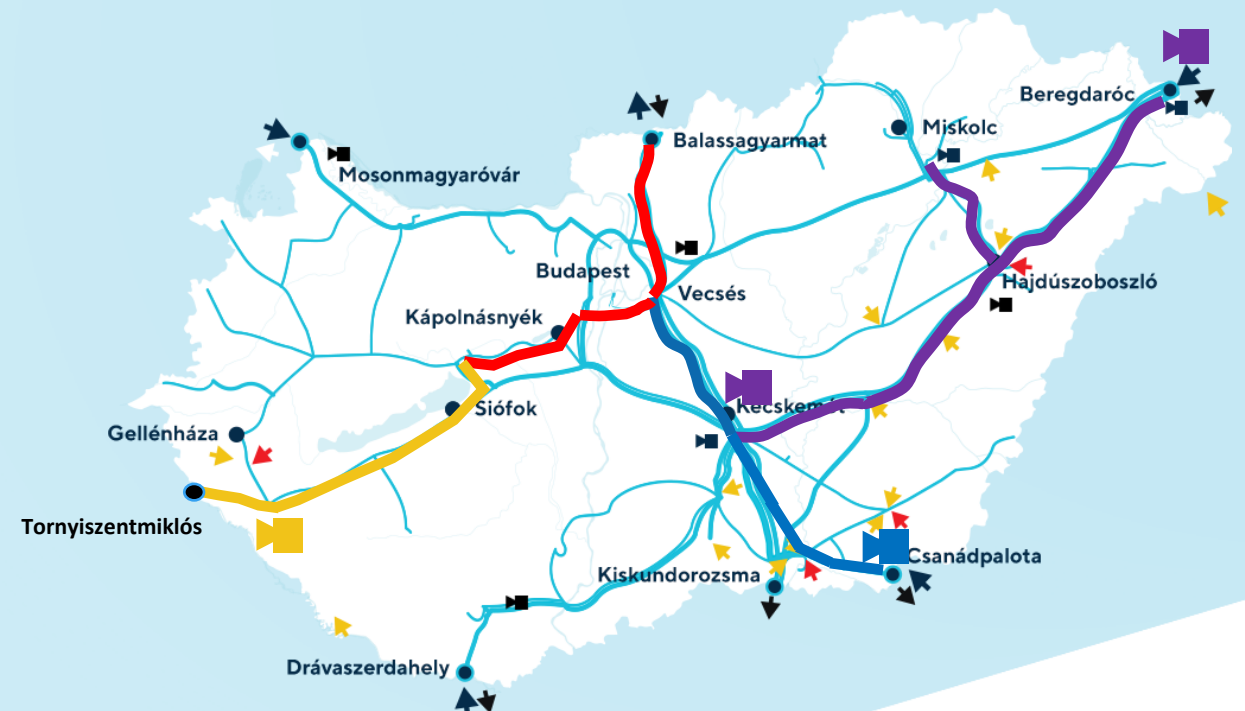 Beregdaróc
Miskolc
Balassagyarmat
Mosonmagyaróvár
Budapest
Hajdúszoboszló
Vecsés
Kápolnásnyék
Kecskemét
Siófok
Gellénháza
Tornyiszentmiklós
Csanádpalota
Kiskundorozsma
Drávaszerdahely